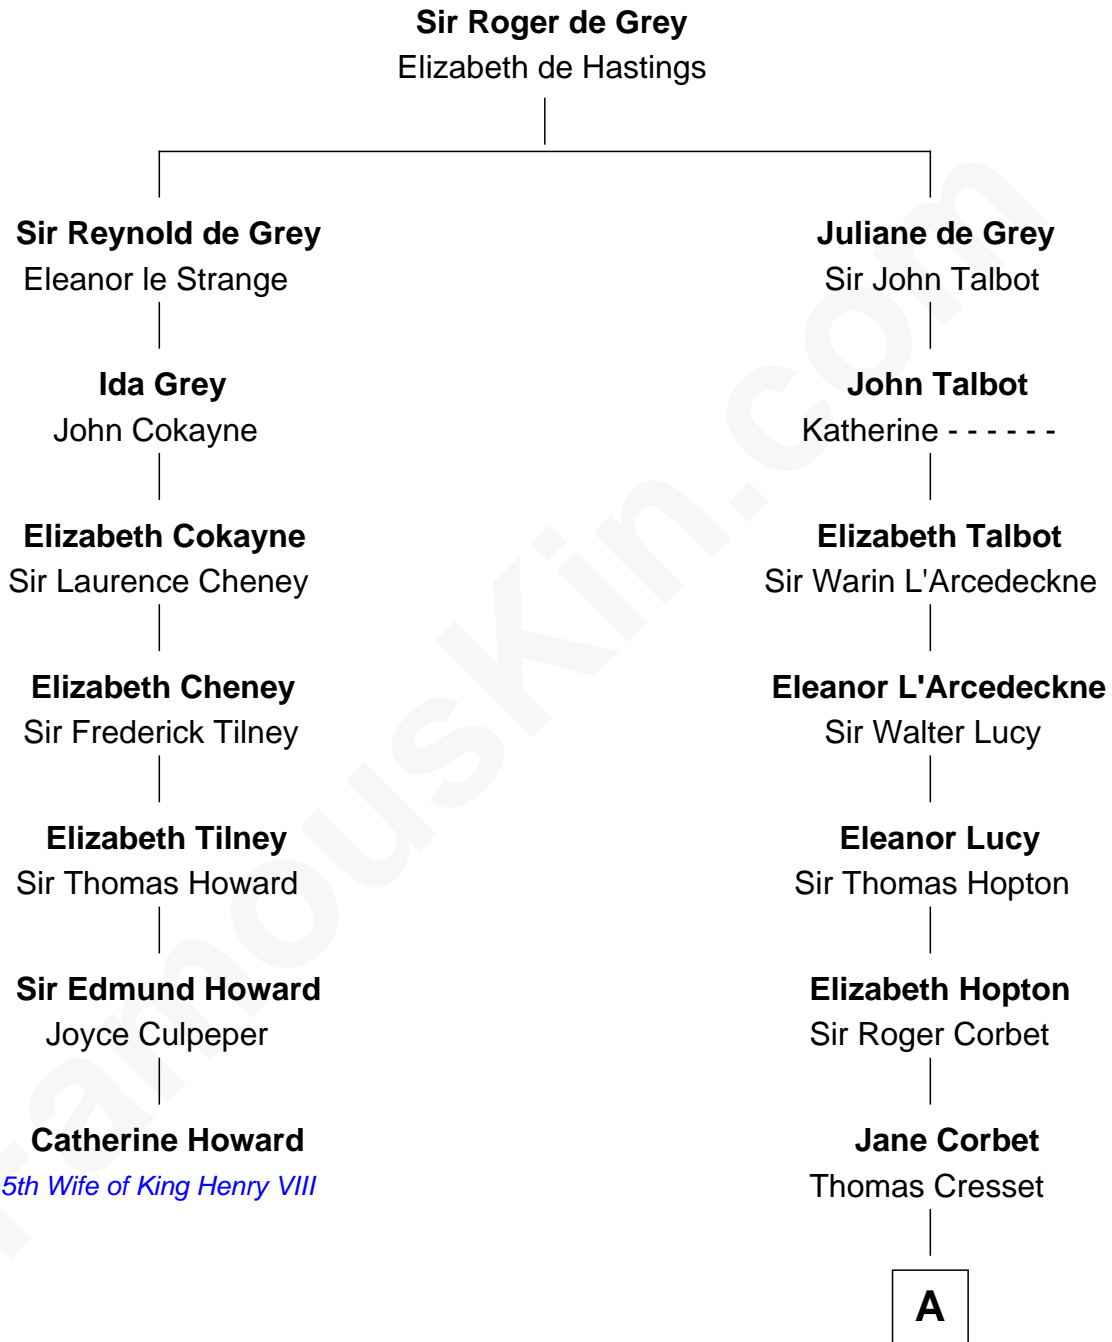 Sir Roger de Grey
Elizabeth de Hastings
Sir Reynold de Grey
Eleanor le Strange
Ida Grey
John Cokayne
Elizabeth Cokayne
Sir Laurence Cheney
Elizabeth Cheney
Sir Frederick Tilney
Elizabeth Tilney
Sir Thomas Howard
Sir Edmund Howard
Joyce Culpeper
Catherine Howard
5th Wife of King Henry VIII
Juliane de Grey
Sir John Talbot
John Talbot
Katherine - - - - - -
Elizabeth Talbot
Sir Warin L'Arcedeckne
Eleanor L'Arcedeckne
Sir Walter Lucy
Eleanor Lucy
Sir Thomas Hopton
Elizabeth Hopton
Sir Roger Corbet
Jane Corbet
Thomas Cresset
A
FamousKin.com